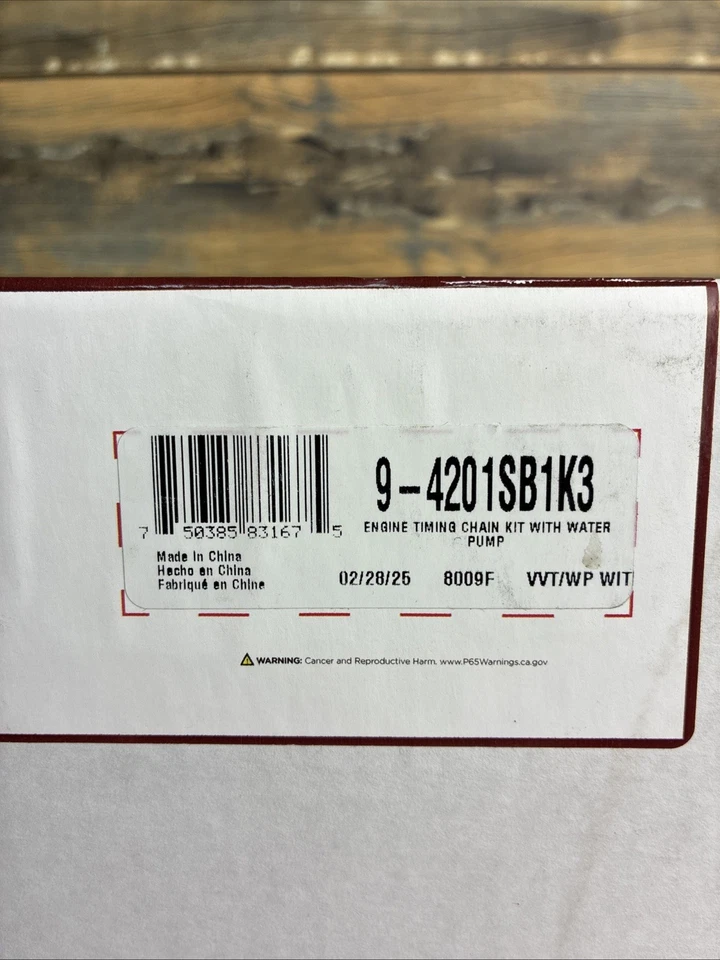 9-4201SB1K3
ENGINE TIMING CHAIN KIT WITH WATER
PUMP
7 50385 83167 5
Made in China
Hecho en China
Fabriqué en Chine
02/28/25 8009F VVT/WP WIT
WARNING: Cancer and Reproductive Harm. www.P65Warnings.ca.gov